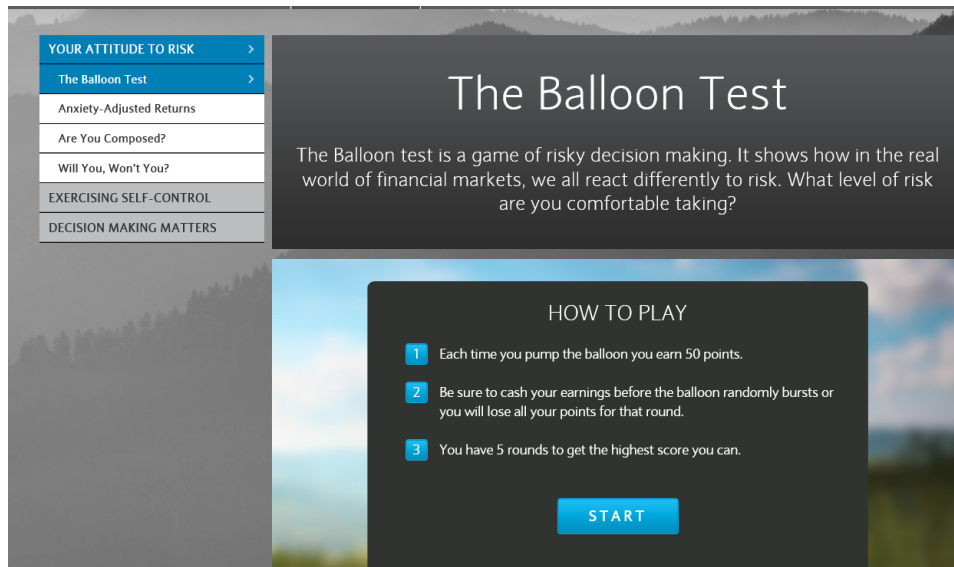 YOUR ATTITUDE TO RISK
The Balloon Test
Anxiety-Adjusted Returns
Are You Composed?
Will You, Won't You?
EXERCISING SELF-CONTROL
DECISION MAKING MATTERS
The Balloon Test
The Balloon test is a game of risky decision making. It shows how in the real
world of financial markets, we all react differently to risk. What level of risk
are you comfortable taking?
HOW TO PLAY
1 Each time you pump the balloon you earn 50 points.
2 Be sure to cash your earnings before the balloon randomly bursts or
you will lose all your points for that round.
3 You have 5 rounds to get the highest score you can.
START